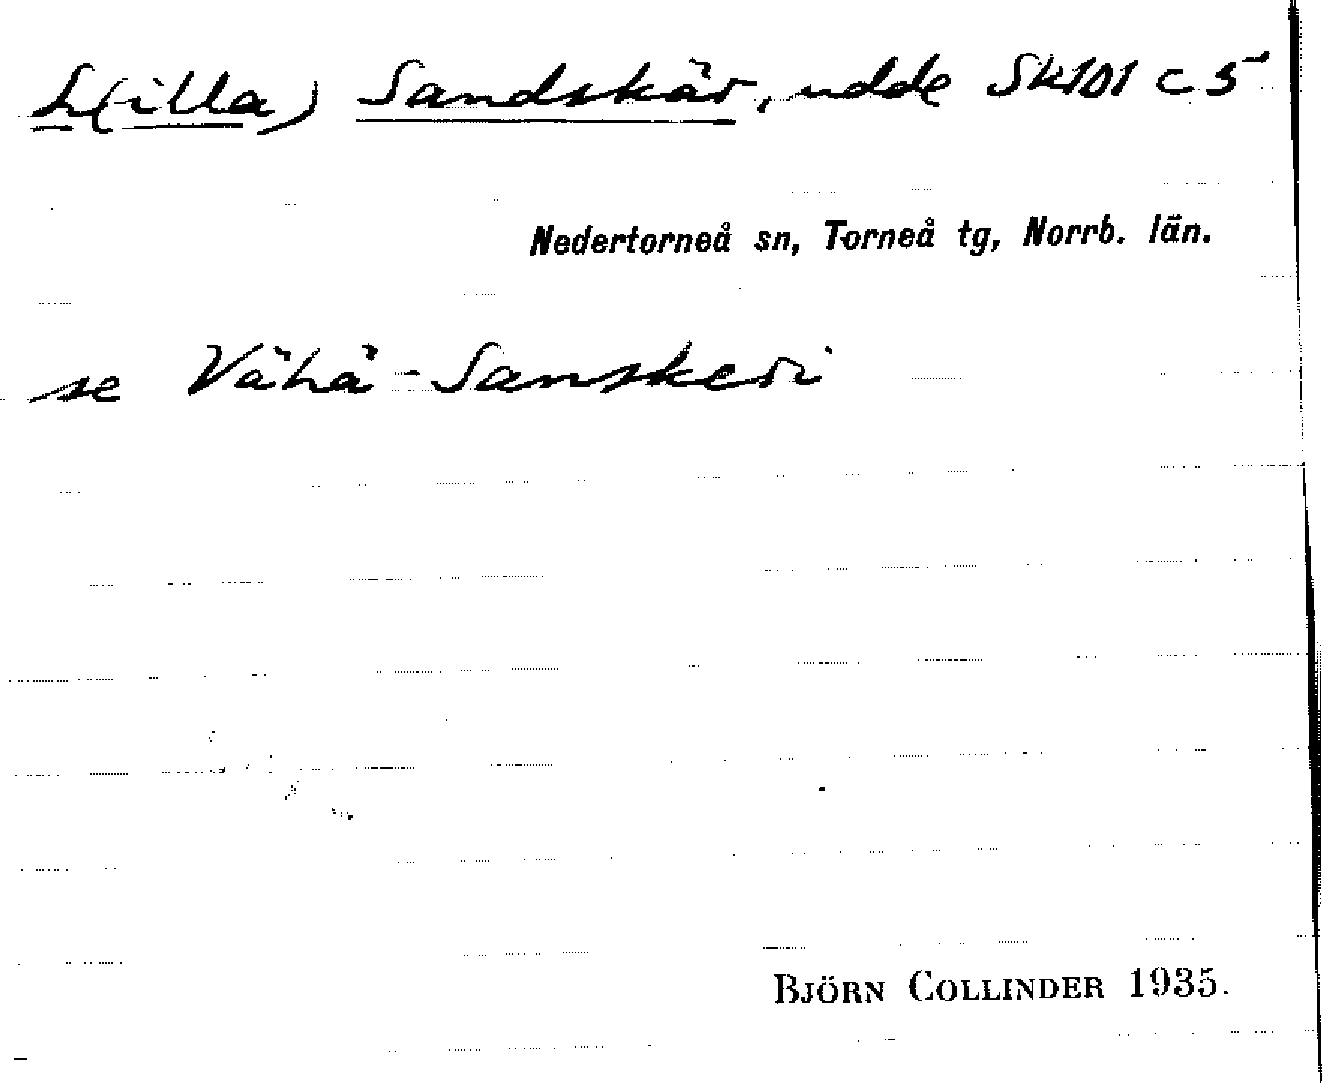 L(illa) Sandskär, udde Sk101 c 5
Nedertorneå sn, Torneå tg, Norrb. län.
se Vähä-Sanskeri
BJÖRN COLLINDER 1935.